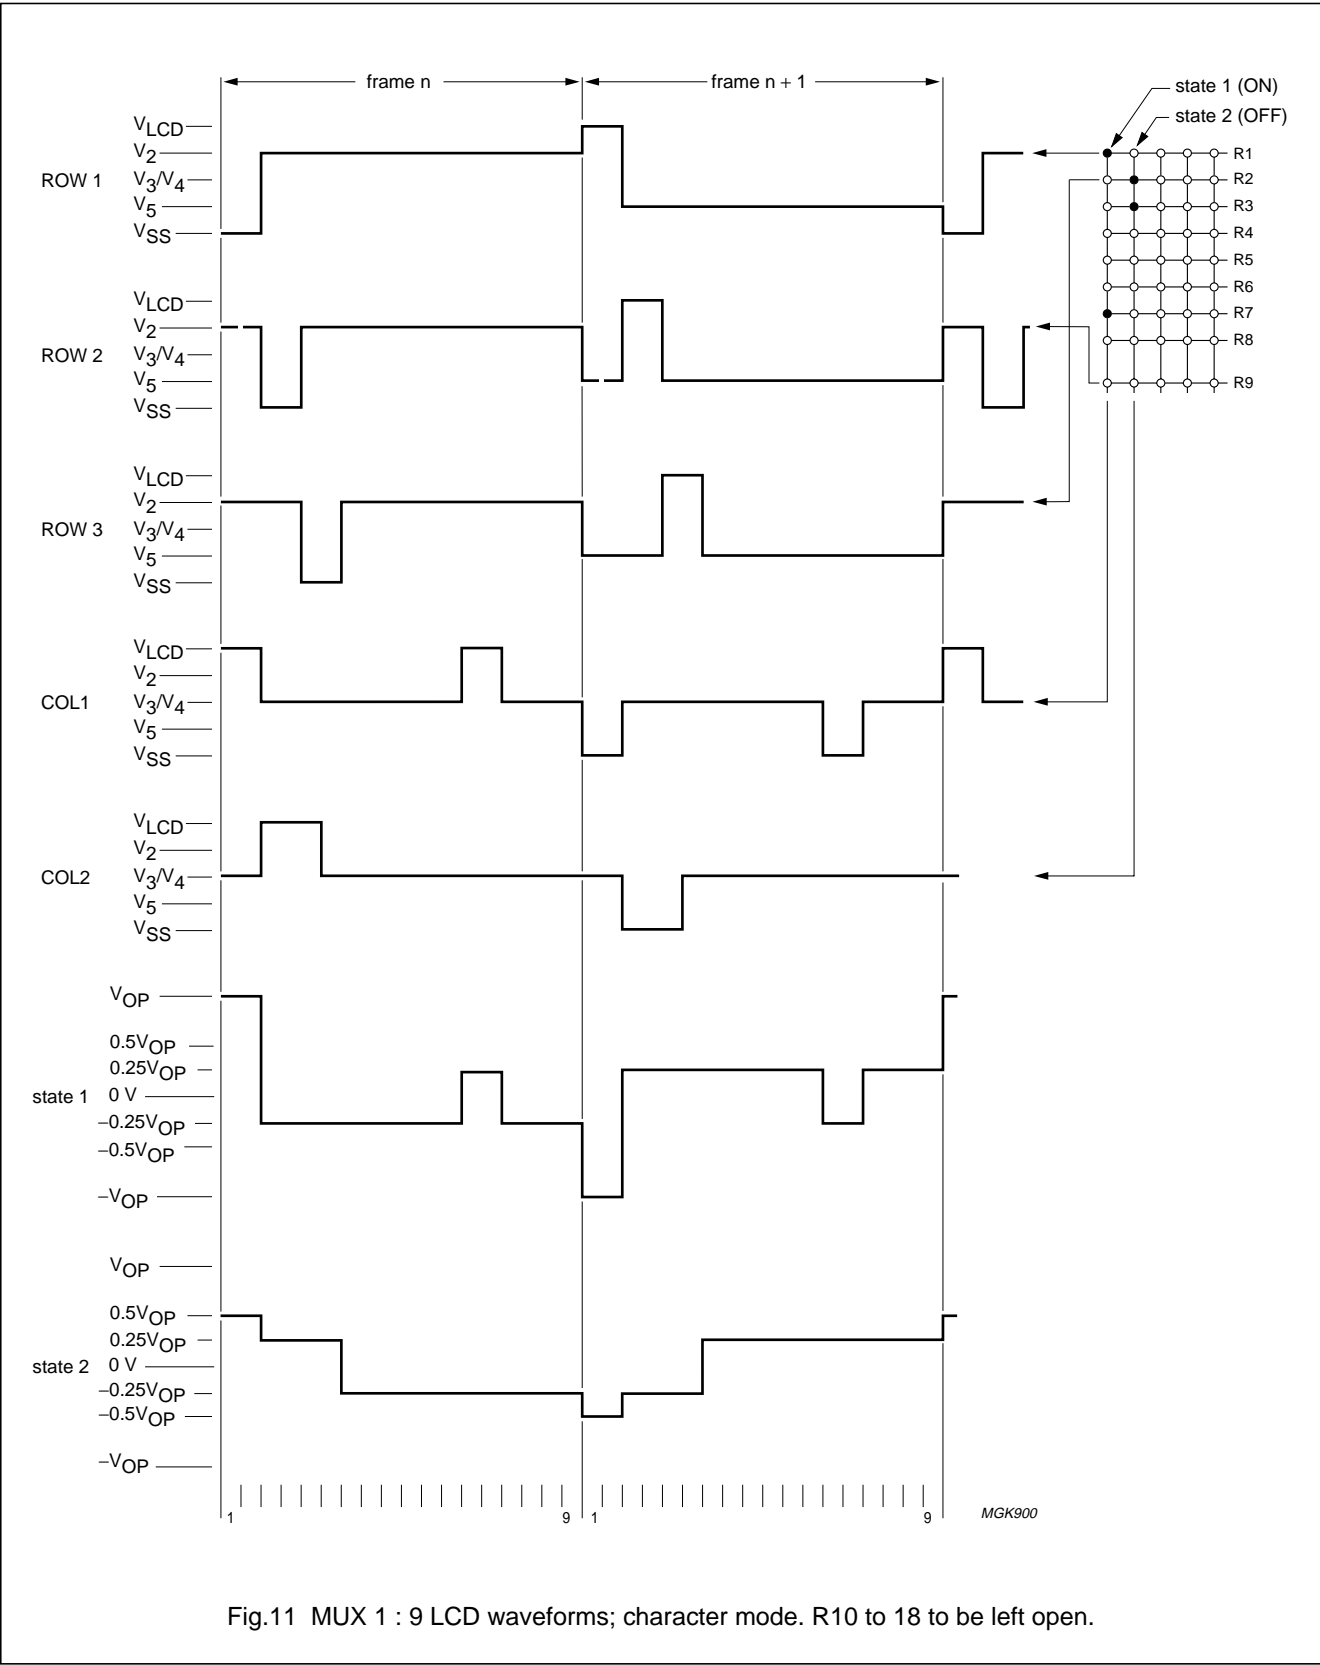 frame n
frame n + 1
state 1 (ON)
state 2 (OFF)
ROW 1
VLCD
V2
V3/V4
V5
VSS
R1
R2
R3
R4
R5
R6
R7
R8
R9
ROW 2
VLCD
V2
V3/V4
V5
VSS
ROW 3
VLCD
V2
V3/V4
V5
VSS
COL1
VLCD
V2
V3/V4
V5
VSS
COL2
VLCD
V2
V3/V4
V5
VSS
state 1
VOP
0.5VOP
0.25VOP
0 V
−0.25VOP
−0.5VOP
−VOP
state 2
VOP
0.5VOP
0.25VOP
0 V
−0.25VOP
−0.5VOP
−VOP
1 9 1 9
MGK900
Fig.11 MUX 1 : 9 LCD waveforms; character mode. R10 to 18 to be left open.